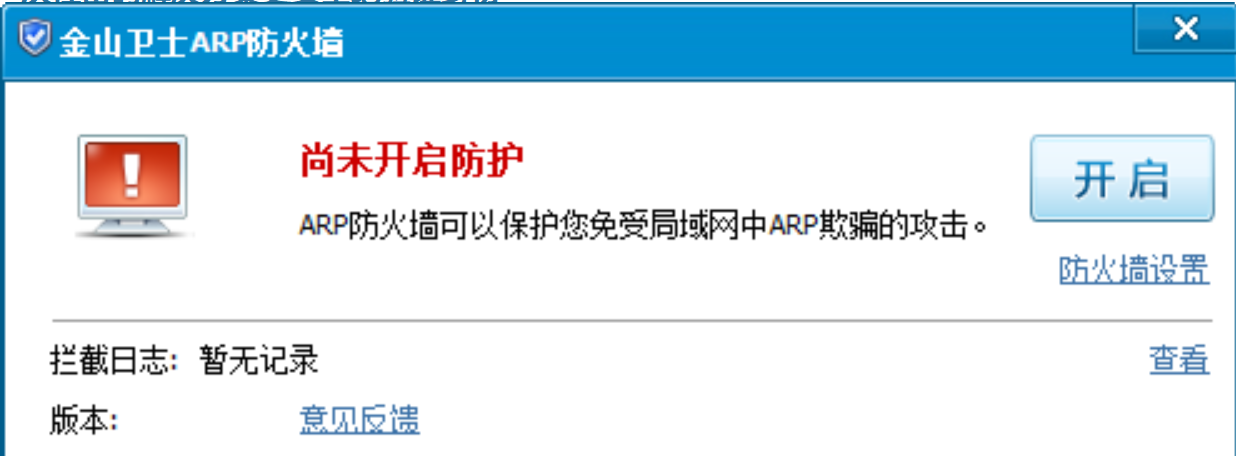 金山卫士ARP防火墙
尚未开启防护
开启
ARP防火墙可以保护您免受局域网中ARP欺骗的攻击。
防火墙设置
拦截日志: 暂无记录
查看
版本:
意见反馈